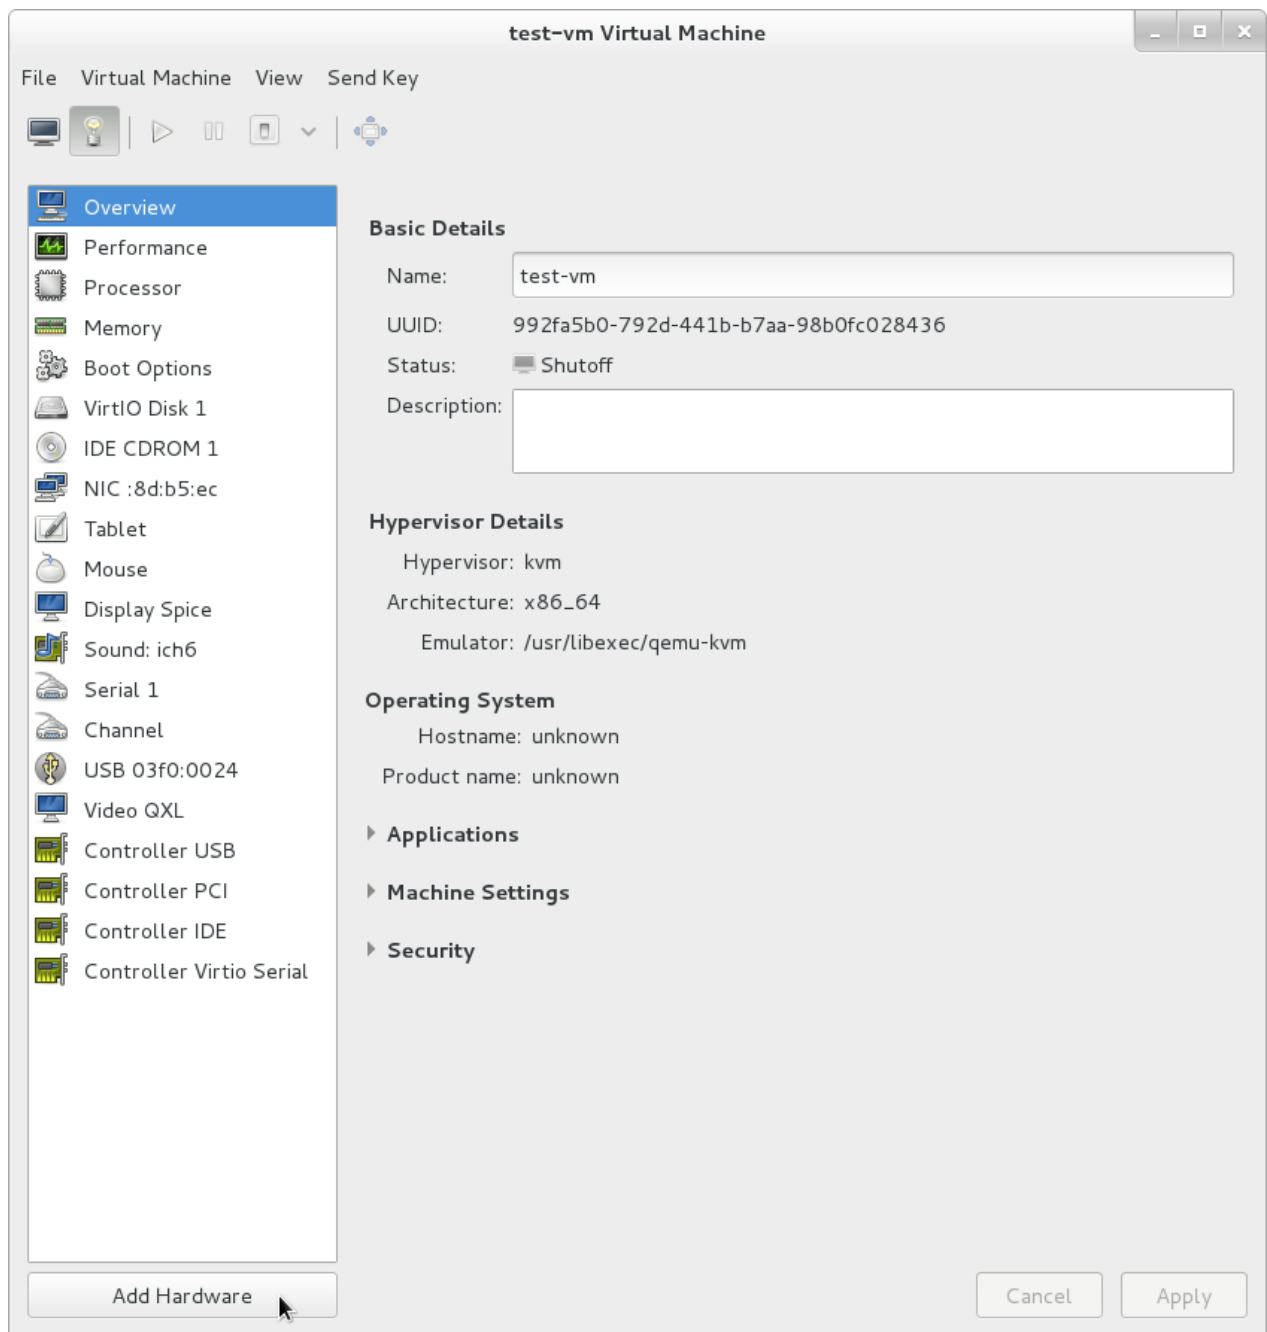 test-vm Virtual Machine
File Virtual Machine View Send Key
Overview
Performance
Processor
Memory
Boot Options
VirtIO Disk 1
IDE CDROM 1
NIC :8d:b5:ec
Tablet
Mouse
Display Spice
Sound: ich6
Serial 1
Channel
USB 03f0:0024
Video QXL
Controller USB
Controller PCI
Controller IDE
Controller Virtio Serial
Add Hardware
Basic Details
Name: test-vm
UUID: 992fa5b0-792d-441b-b7aa-98b0fc028436
Status: Shutoff
Description:
Hypervisor Details
Hypervisor: kvm
Architecture: x86_64
Emulator: /usr/libexec/qemu-kvm
Operating System
Hostname: unknown
Product name: unknown
Applications
Machine Settings
Security
Cancel Apply